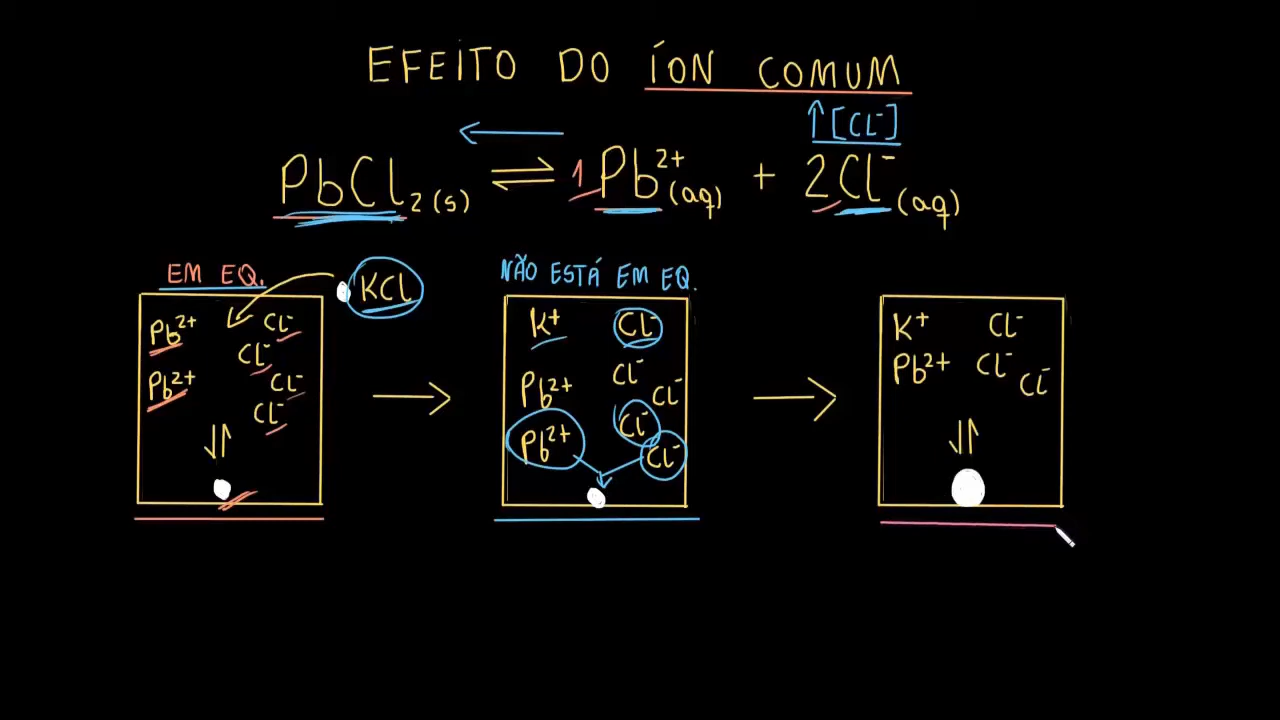 EFEITO DO ÍON COMUM
↑[CL⁻]
PbCl₂(s) ⇌ 1Pb²⁺(aq) + 2Cl⁻(aq)
EM EQ.
KCl
Pb²⁺ Cl⁻
Cl⁻
Pb²⁺ Cl⁻
Cl⁻
⇌
NÃO ESTÁ EM EQ.
K⁺ Cl⁻
Pb²⁺ Cl⁻
Cl⁻
Cl⁻
Pb²⁺ Cl⁻
K⁺ Cl⁻
Pb²⁺ Cl⁻
Cl⁻
⇌